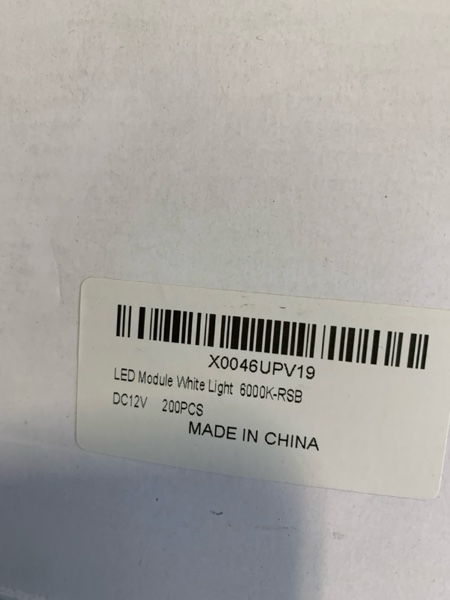 X0046UPV19
LED Module White Light 6000K-RSB
DC12V 200PCS
MADE IN CHINA